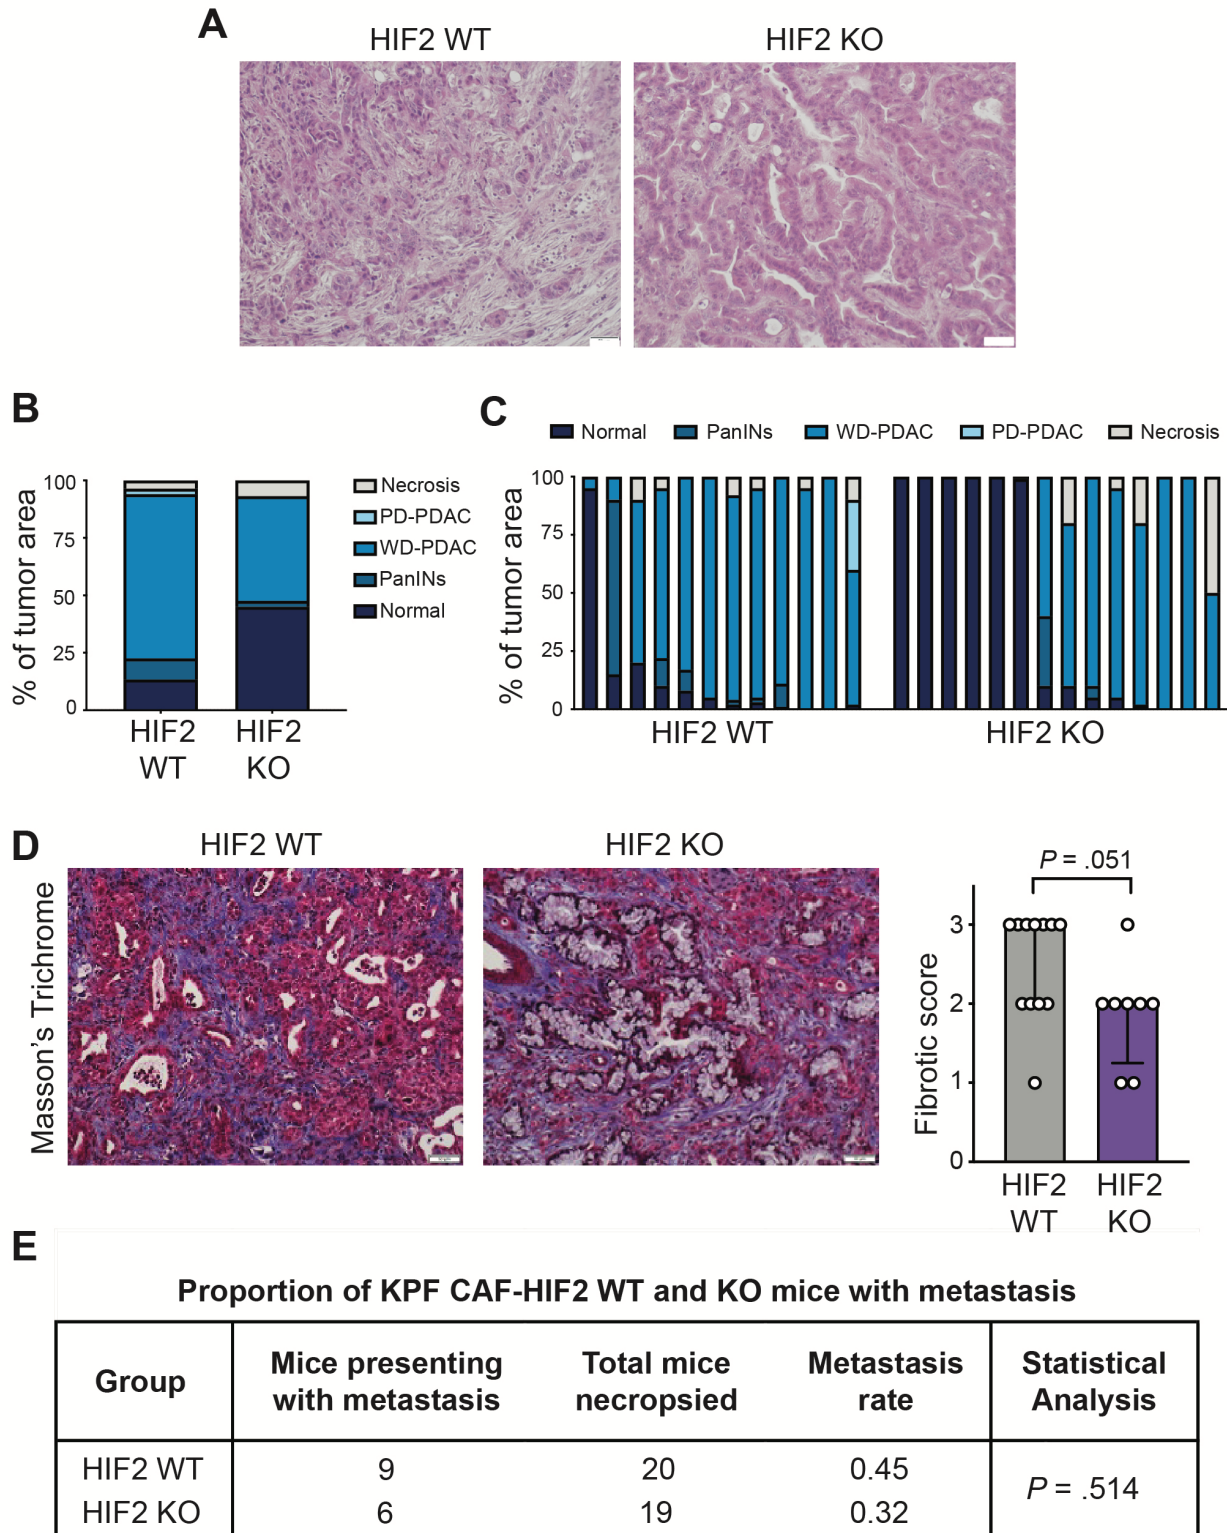 A
HIF2 WT
HIF2 KO
B
% of tumor area
100
75
50
25
0
HIF2
WT
HIF2
KO
Necrosis
PD-PDAC
WD-PDAC
PanINs
Normal
C
Normal
PanINs
WD-PDAC
PD-PDAC
Necrosis
% of tumor area
100
75
50
25
0
HIF2 WT
HIF2 KO
D
HIF2 WT
HIF2 KO
Masson's Trichrome
P = .051
Fibrotic score
3
2
1
0
HIF2
WT
HIF2
KO
E
Proportion of KPF CAF-HIF2 WT and KO mice with metastasis
Group
Mice presenting
with metastasis
Total mice
necropsied
Metastasis
rate
Statistical
Analysis
HIF2 WT
9
20
0.45
P = .514
HIF2 KO
6
19
0.32